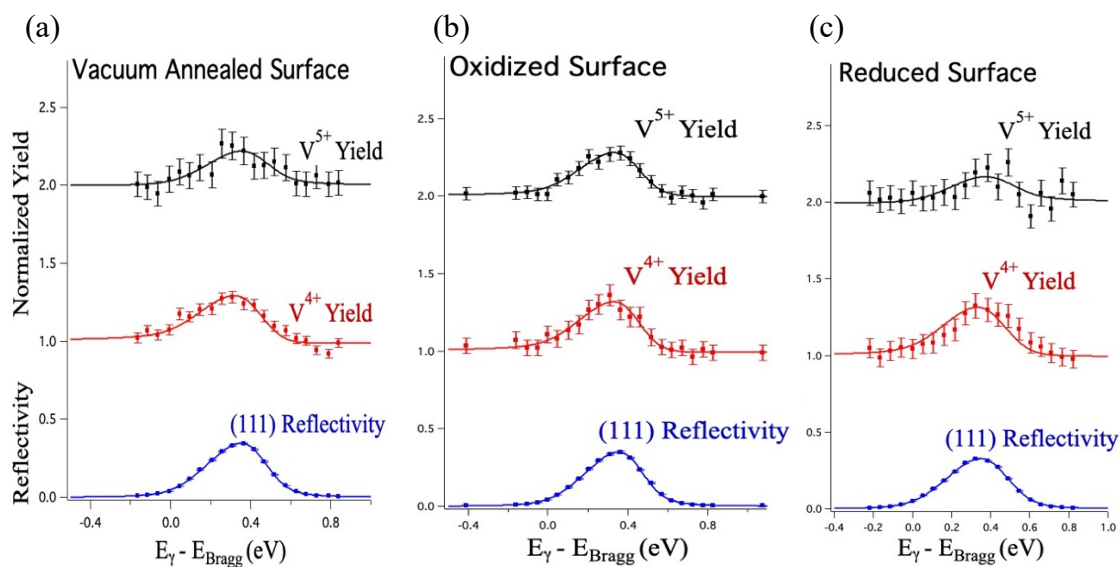 (a)
Vacuum Annealed Surface
Normalized Yield
Reflectivity
2.5
2.0
1.5
1.0
0.5
0.0
V⁵⁺ Yield
V⁴⁺ Yield
(111) Reflectivity
-0.4 0.0 0.4 0.8
Eγ - EBragg (eV)
(b)
Oxidized Surface
2.5
2.0
1.5
1.0
0.5
0.0
V⁵⁺ Yield
V⁴⁺ Yield
(111) Reflectivity
-0.4 0.0 0.4 0.8
Eγ - EBragg (eV)
(c)
Reduced Surface
2.5
2.0
1.5
1.0
0.5
0.0
V⁵⁺ Yield
V⁴⁺ Yield
(111) Reflectivity
-0.4 0.0 0.2 0.4 0.6 0.8 1.0
Eγ - EBragg (eV)